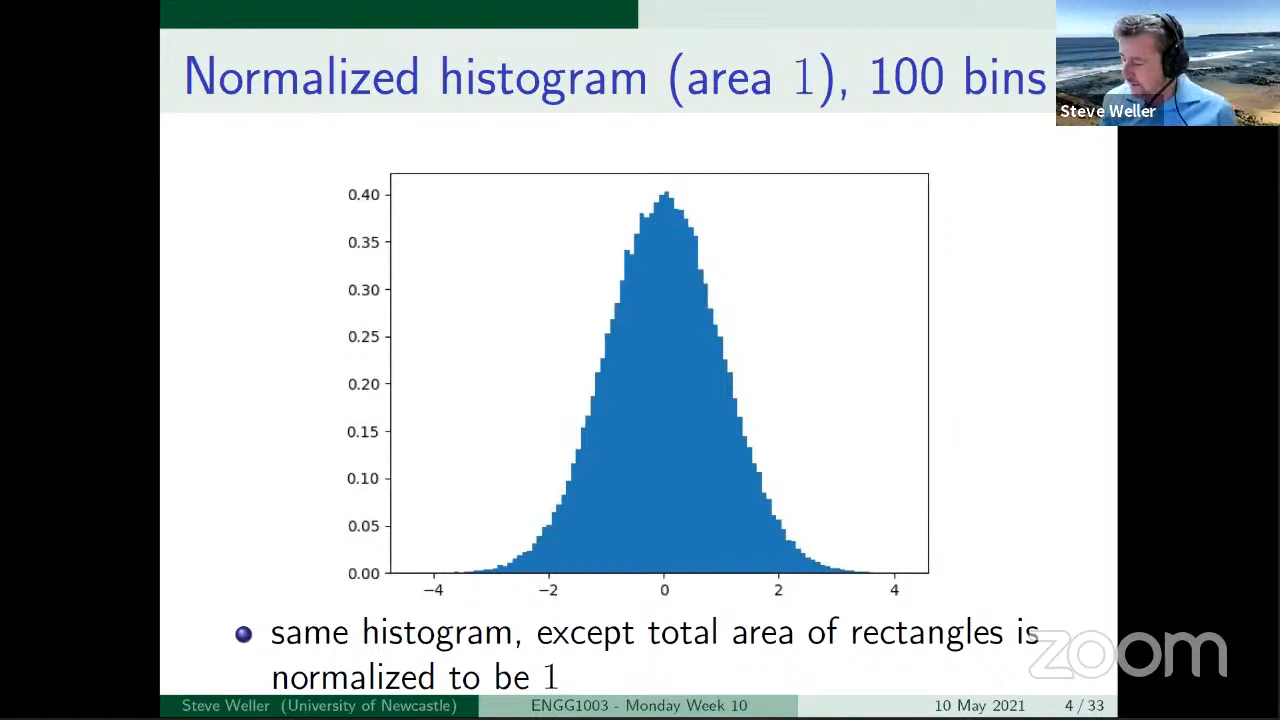 Normalized histogram (area 1), 100 bins
Steve Weller
0.40
0.35
0.30
0.25
0.20
0.15
0.10
0.05
0.00
−4 −2 0 2 4
same histogram, except total area of rectangles is
normalized to be 1
zoom
Steve Weller (University of Newcastle) ENGG1003 - Monday Week 10 10 May 2021 4 / 33